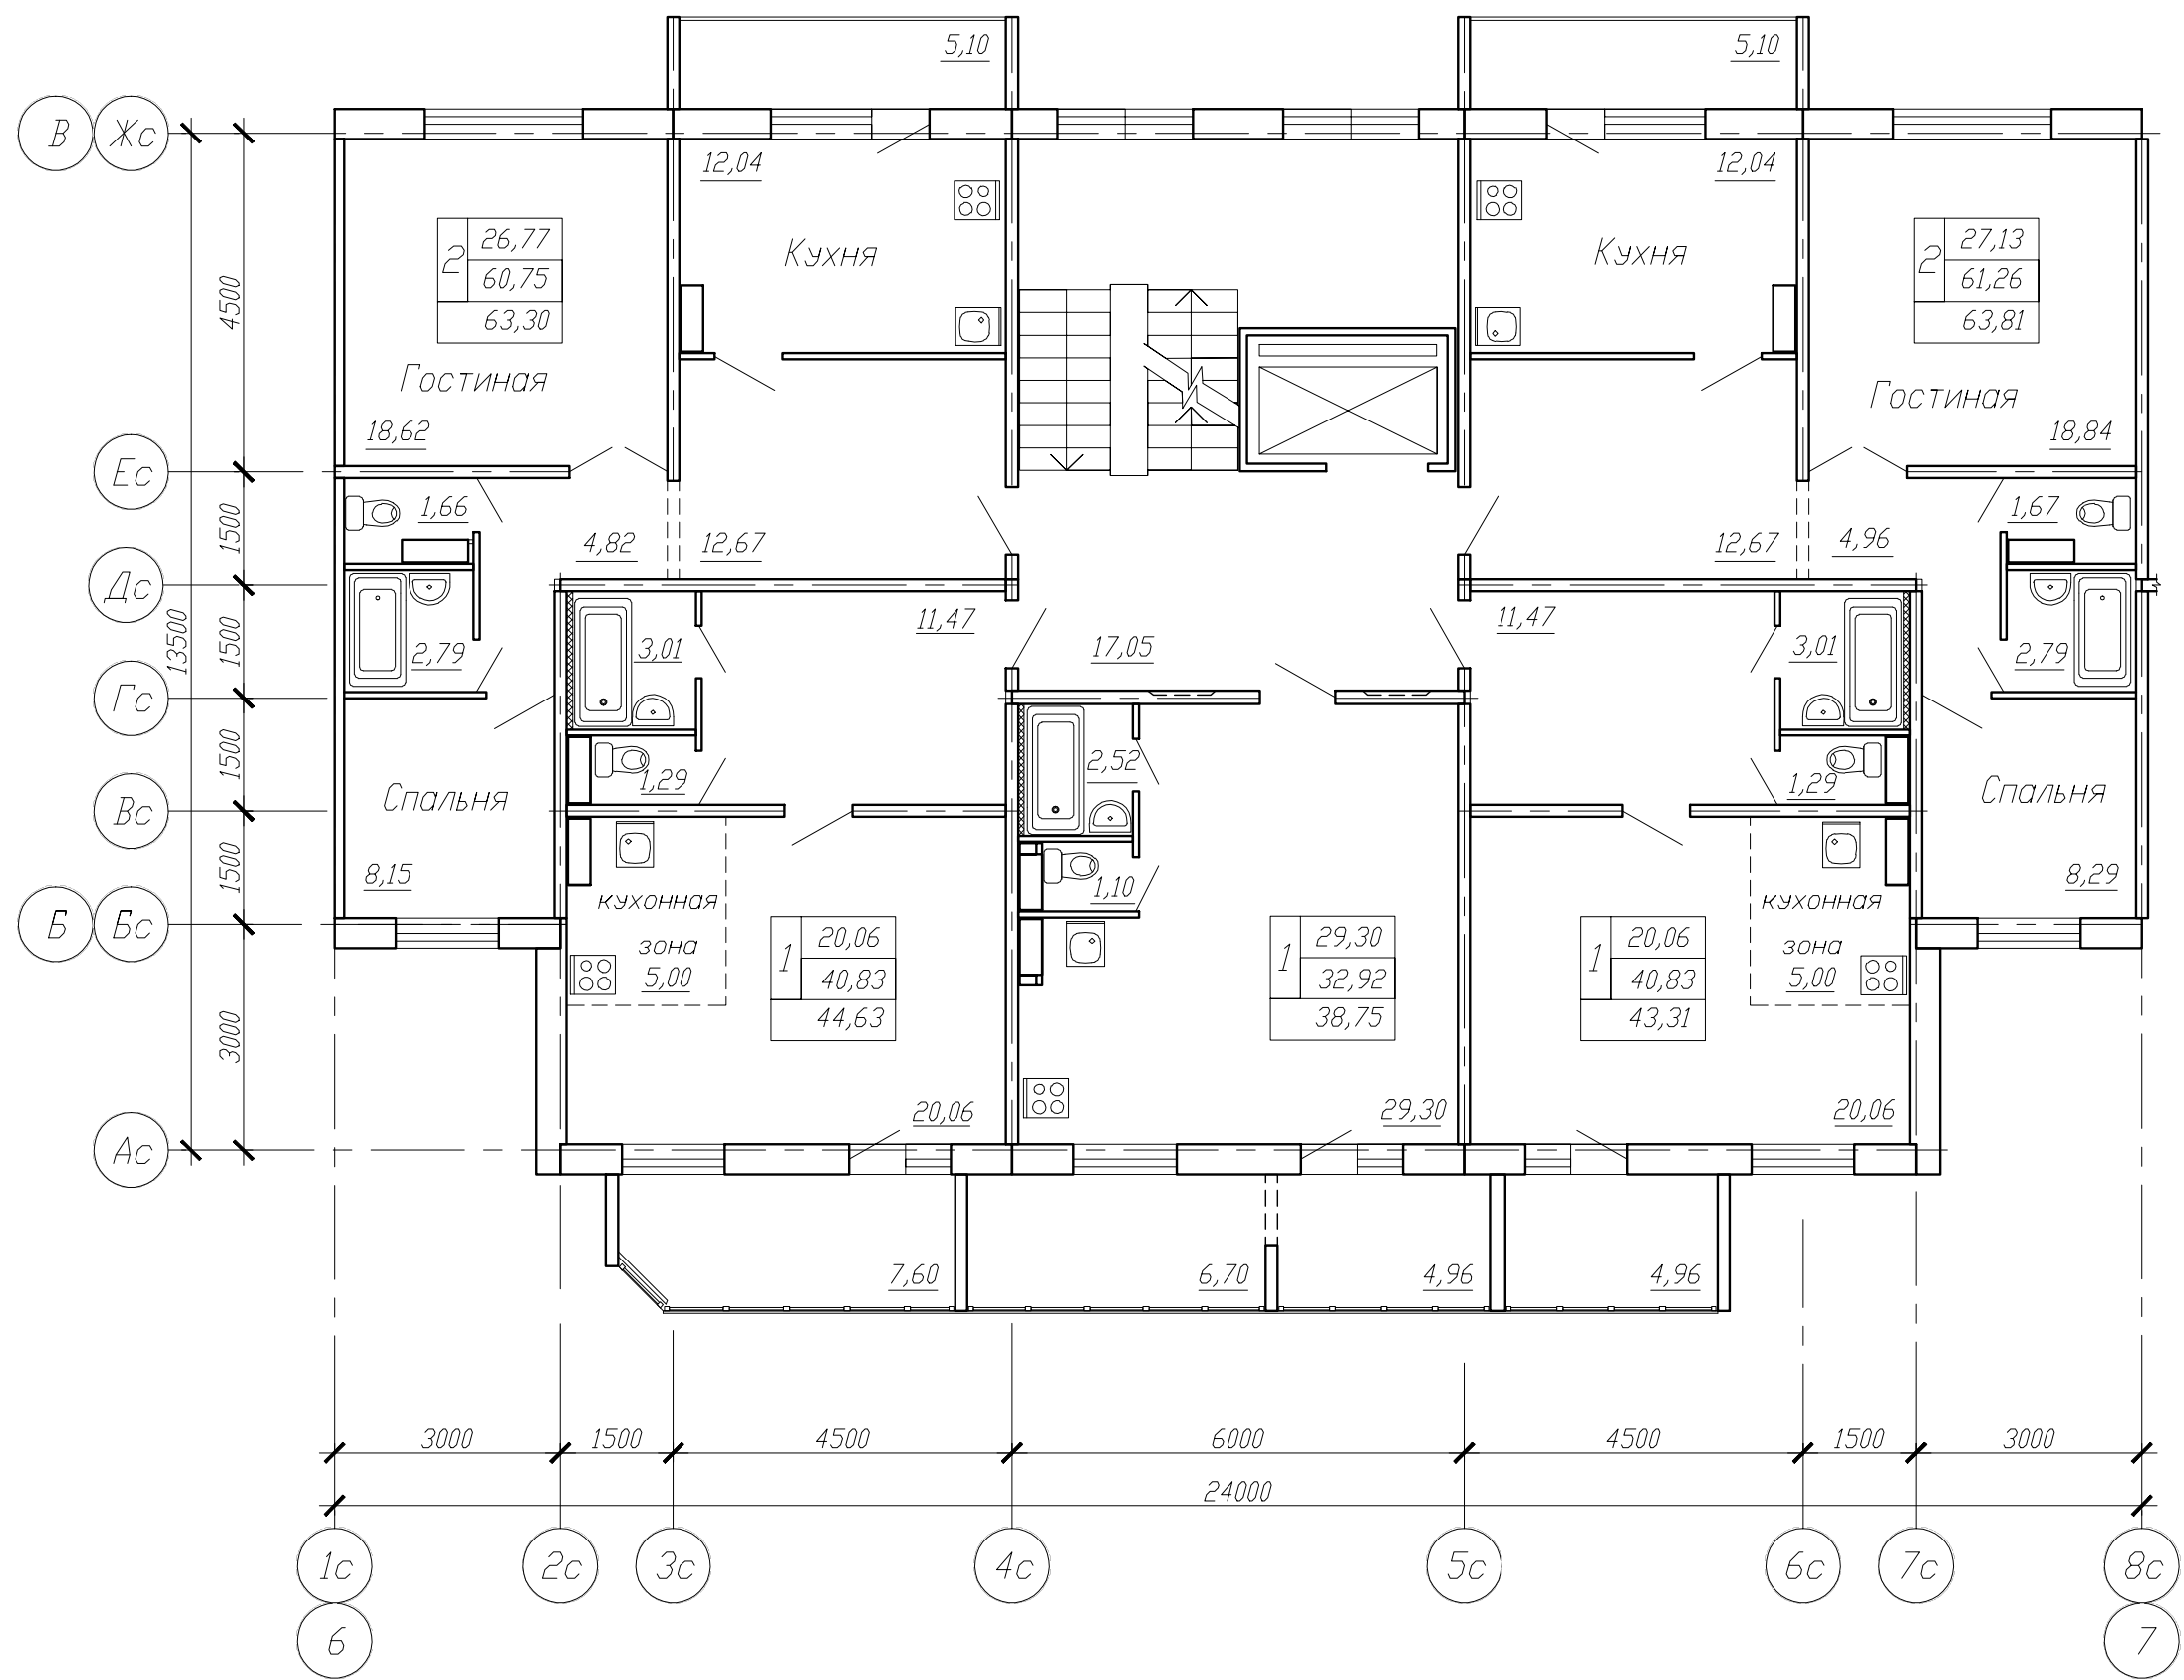 5,10
5,10
В
Жс
12,04
12,04
2
26,77
60,75
63,30
Кухня
Кухня
2
27,13
61,26
63,81
4500
Гостиная
Гостиная
18,62
18,84
Ес
1,66
1,67
1500
4,82
12,67
12,67
4,96
Дс
13500
1500
2,79
3,01
11,47
17,05
11,47
3,01
2,79
Гс
1500
1,29
2,52
1,29
Спальня
Спальня
Вс
1500
8,15
1,10
8,29
кухонная
зона
5,00
кухонная
зона
5,00
Б
Бс
1
20,06
40,83
44,63
1
29,30
32,92
38,75
1
20,06
40,83
43,31
3000
20,06
29,30
20,06
Ас
7,60
6,70
4,96
4,96
3000
1500
4500
6000
4500
1500
3000
24000
1с
2с
3с
4с
5с
6с
7с
8с
6
7